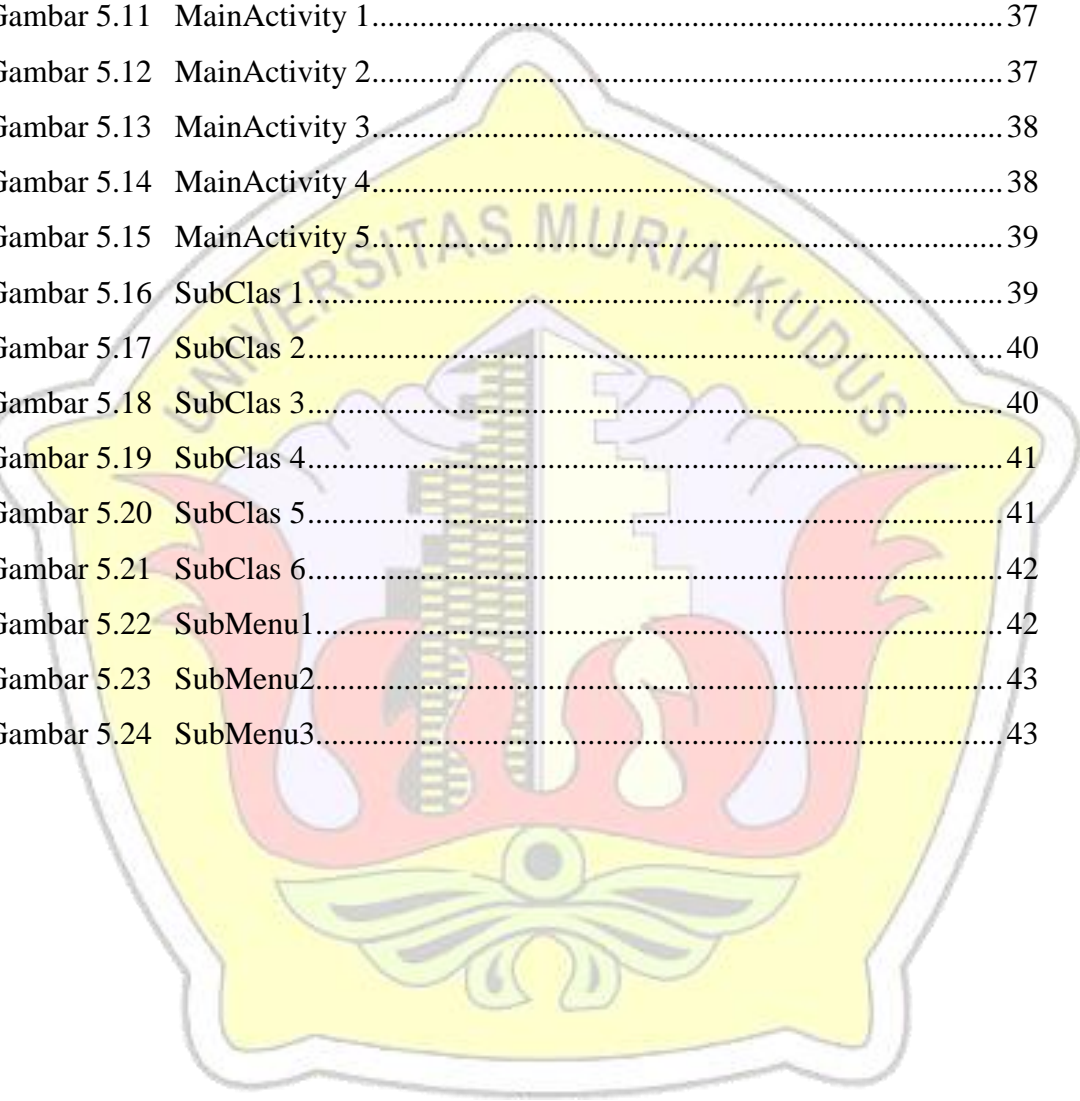 Gambar 5.11 MainActivity 1............................................................................... 37
Gambar 5.12 MainActivity 2............................................................................... 37
Gambar 5.13 MainActivity 3............................................................................... 38
Gambar 5.14 MainActivity 4............................................................................... 38
Gambar 5.15 MainActivity 5............................................................................... 39
Gambar 5.16 SubClas 1....................................................................................... 39
Gambar 5.17 SubClas 2....................................................................................... 40
Gambar 5.18 SubClas 3....................................................................................... 40
Gambar 5.19 SubClas 4....................................................................................... 41
Gambar 5.20 SubClas 5....................................................................................... 41
Gambar 5.21 SubClas 6....................................................................................... 42
Gambar 5.22 SubMenu1...................................................................................... 42
Gambar 5.23 SubMenu2...................................................................................... 43
Gambar 5.24 SubMenu3...................................................................................... 43
UNIVERSITAS MURIA KUDUS